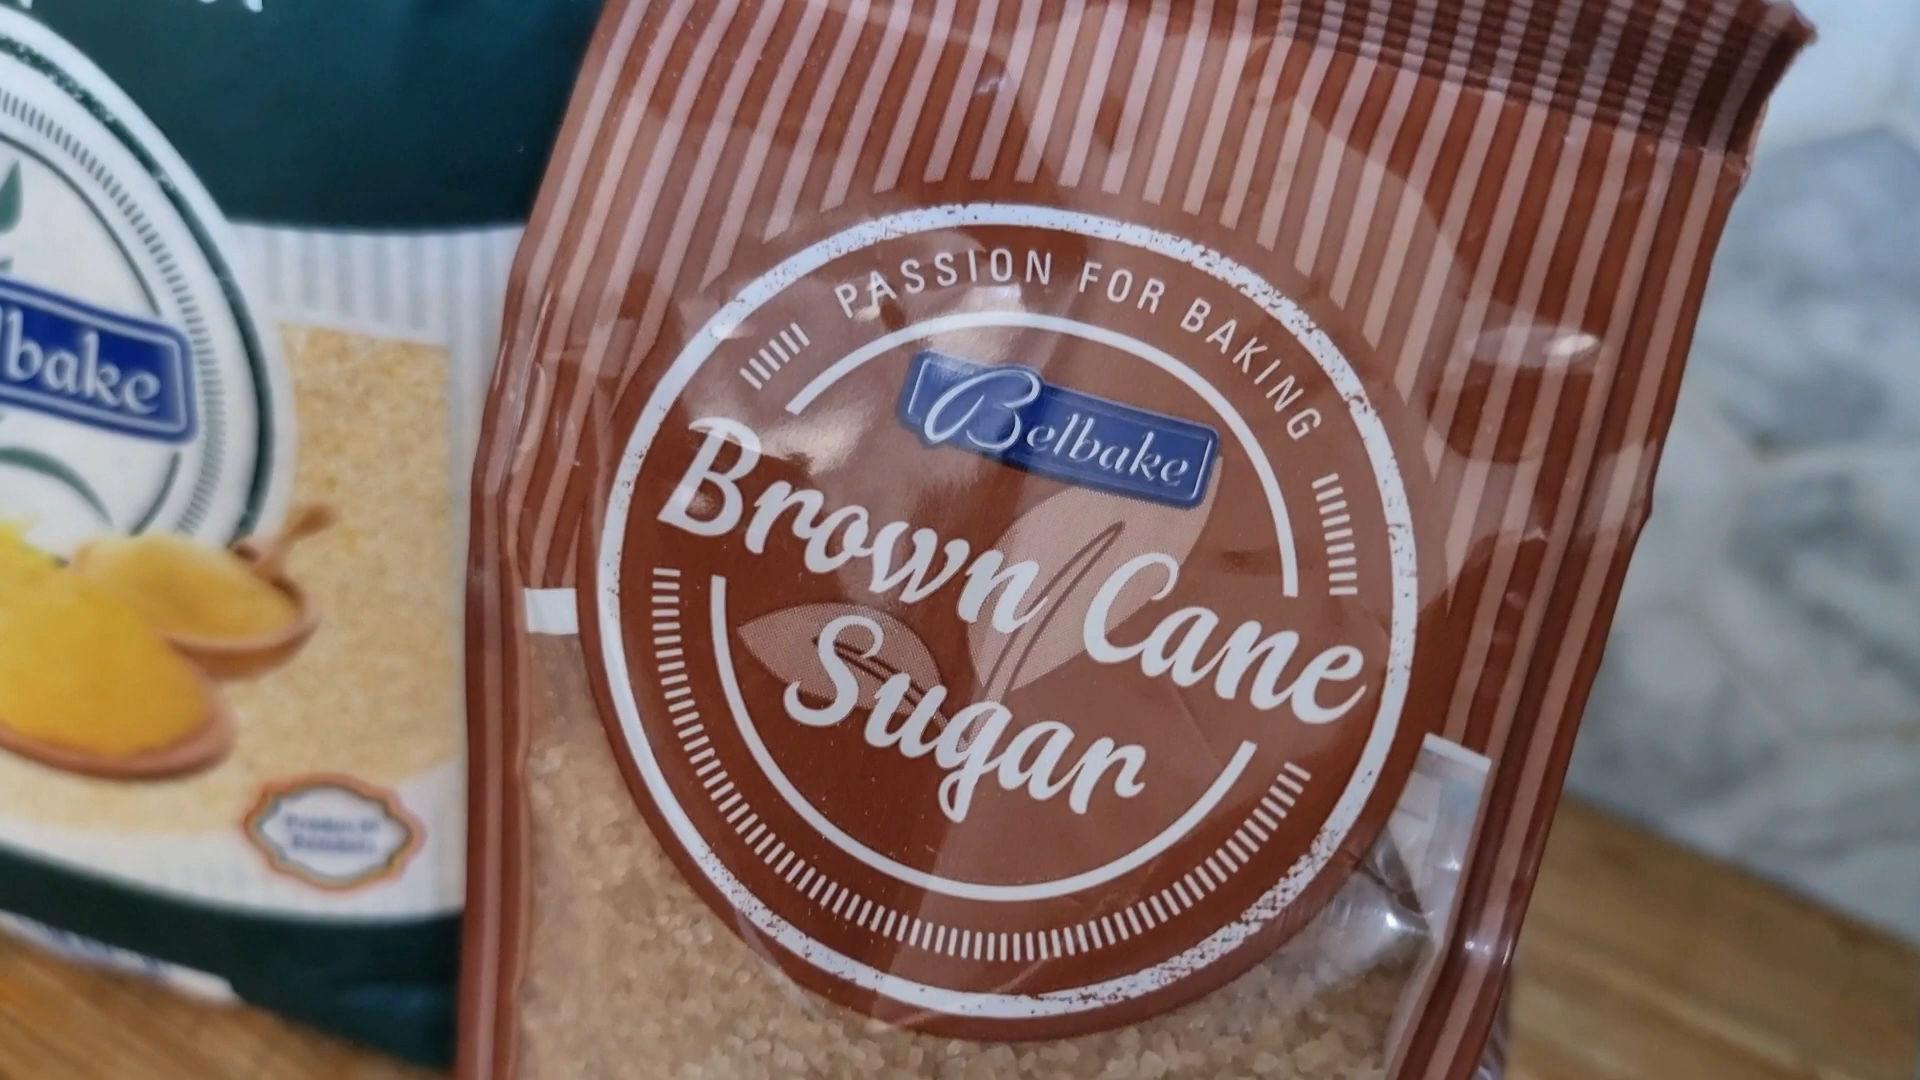 PASSION FOR BAKING
Belbake
Brown Cane
Sugar
lbake